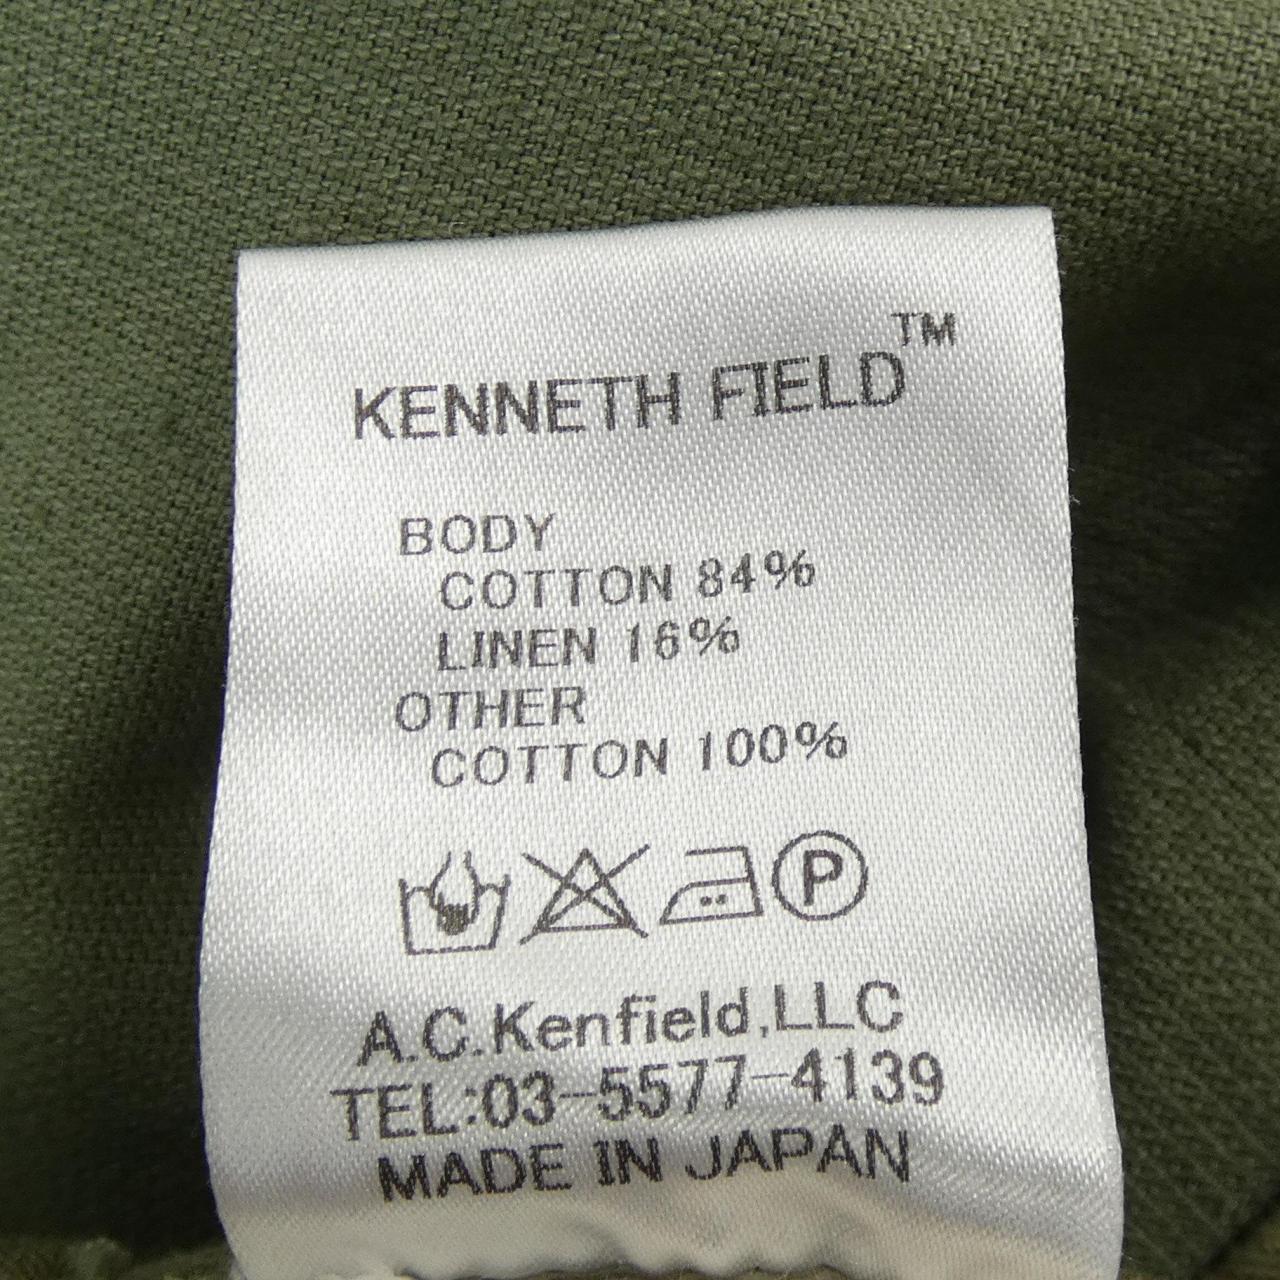 KENNETH FIELD™
BODY
COTTON 84%
LINEN 16%
OTHER
COTTON 100%
P
A.C.Kenfield,LLC
TEL:03-5577-4139
MADE IN JAPAN